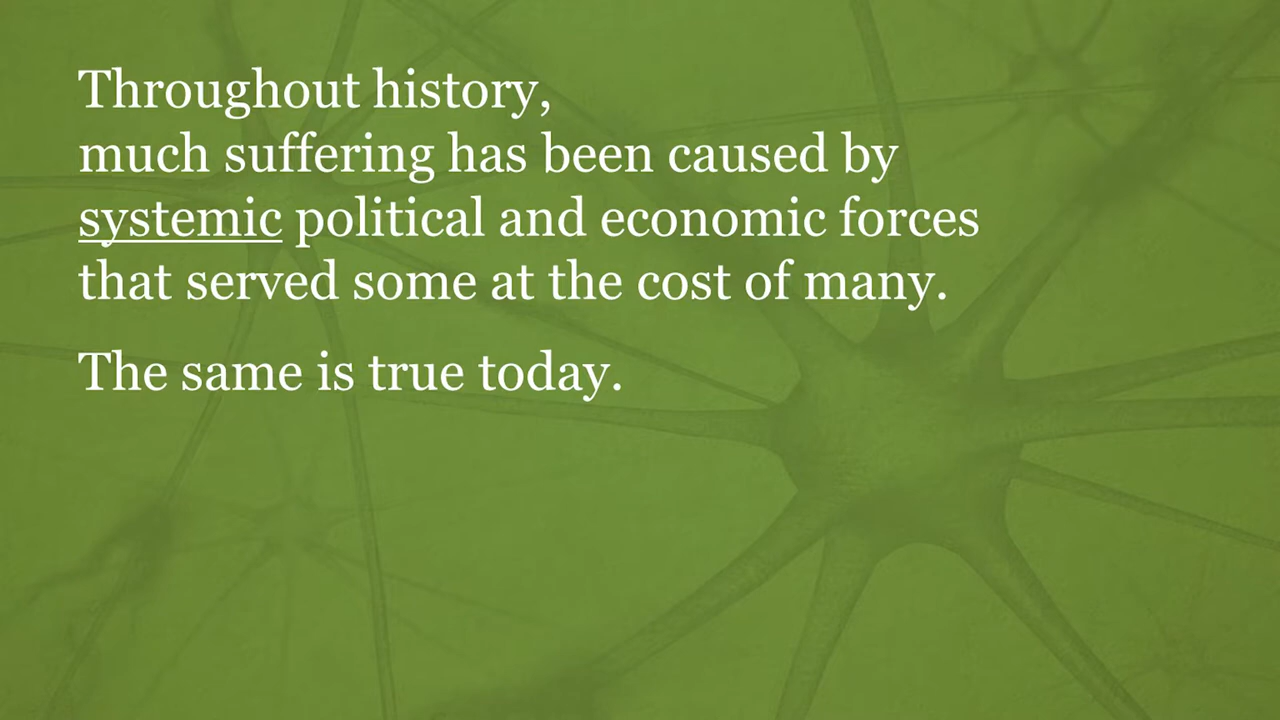 Throughout history,
much suffering has been caused by
systemic political and economic forces
that served some at the cost of many.
The same is true today.